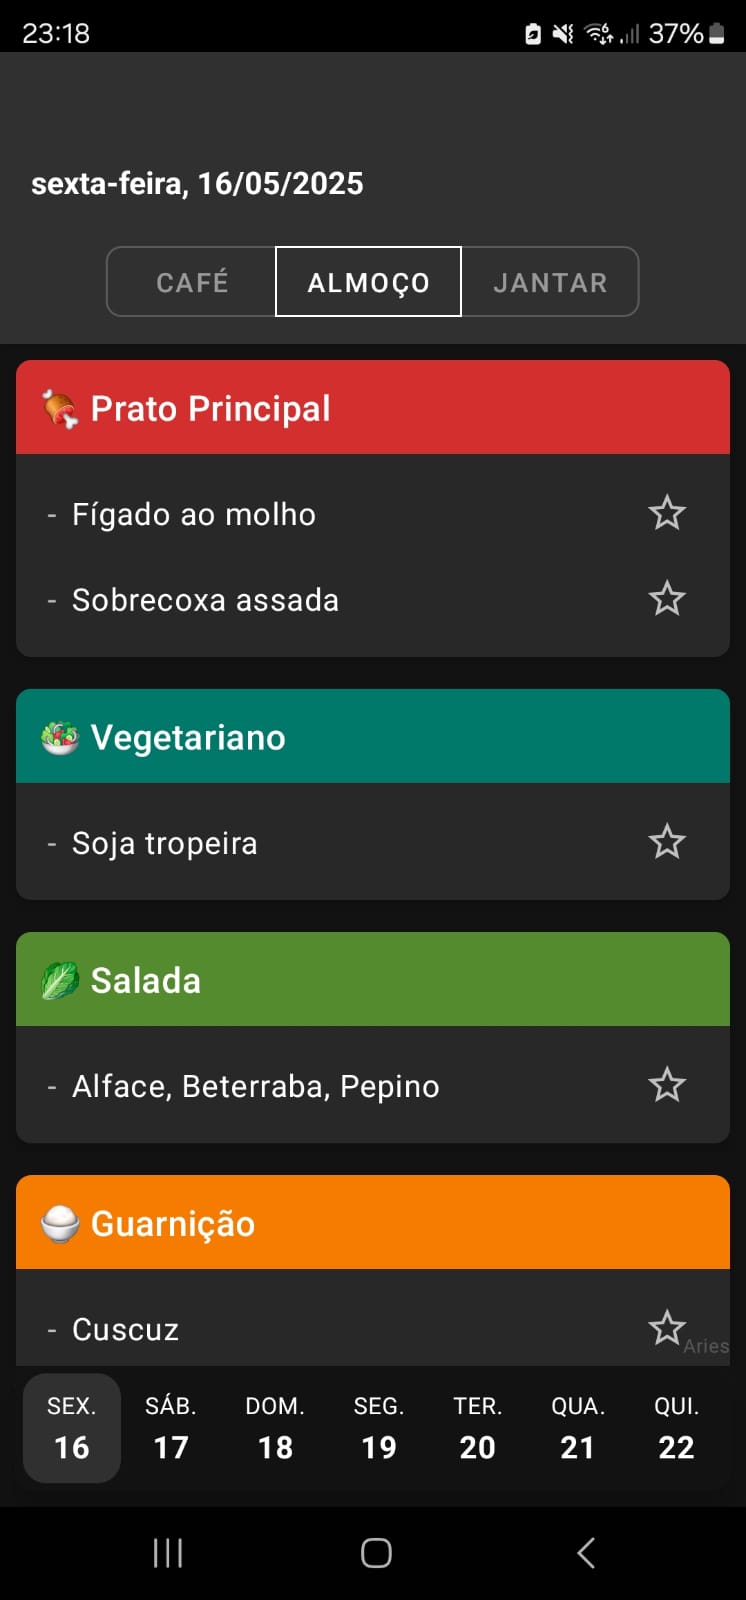 23:18
37%
sexta-feira, 16/05/2025
CAFÉ ALMOÇO JANTAR
Prato Principal
- Fígado ao molho
- Sobrecoxa assada
Vegetariano
- Soja tropeira
Salada
- Alface, Beterraba, Pepino
Guarnição
- Cuscuz
Aries
SEX. SÁB. DOM. SEG. TER. QUA. QUI.
16 17 18 19 20 21 22